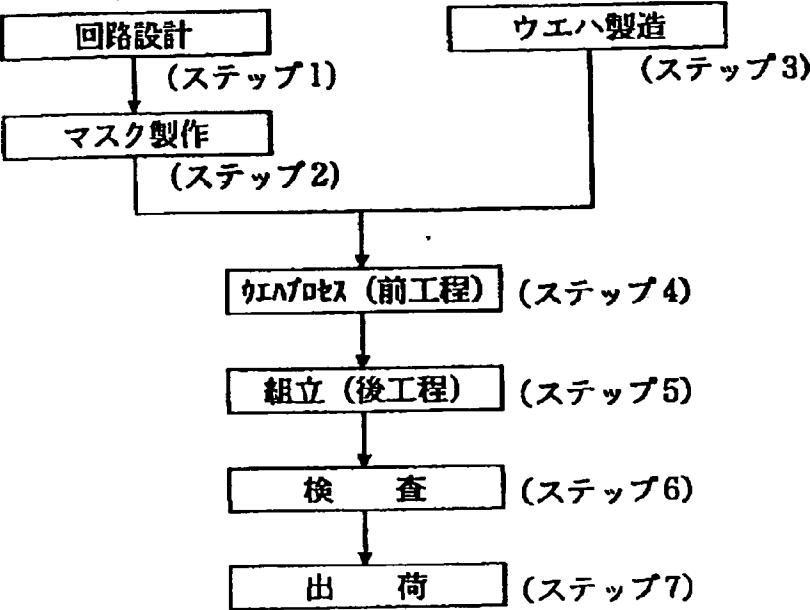 回路設計
ウエハ製造
(ステップ1)
(ステップ3)
マスク製作
(ステップ2)
ｳｴﾊﾌﾟﾛｾｽ(前工程)
(ステップ4)
組立(後工程)
(ステップ5)
検 査
(ステップ6)
出 荷
(ステップ7)